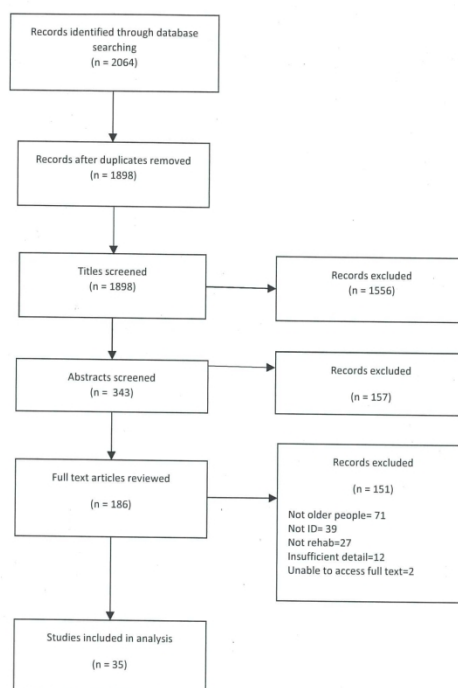 Records identified through database
searching
(n = 2064)
Records after duplicates removed
(n = 1898)
Titles screened
(n = 1898)
Records excluded
(n = 1556)
Abstracts screened
(n = 343)
Records excluded
(n = 157)
Full text articles reviewed
(n = 186)
Records excluded
(n = 151)
Not older people= 71
Not ID= 39
Not rehab=27
Insufficient detail=12
Unable to access full text=2
Studies included in analysis
(n = 35)